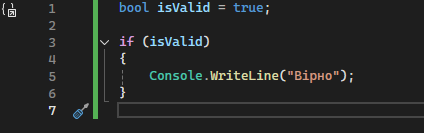 1 bool isValid = true;
2
3 if (isValid)
4 {
5 Console.WriteLine("Вірно");
6 }
7